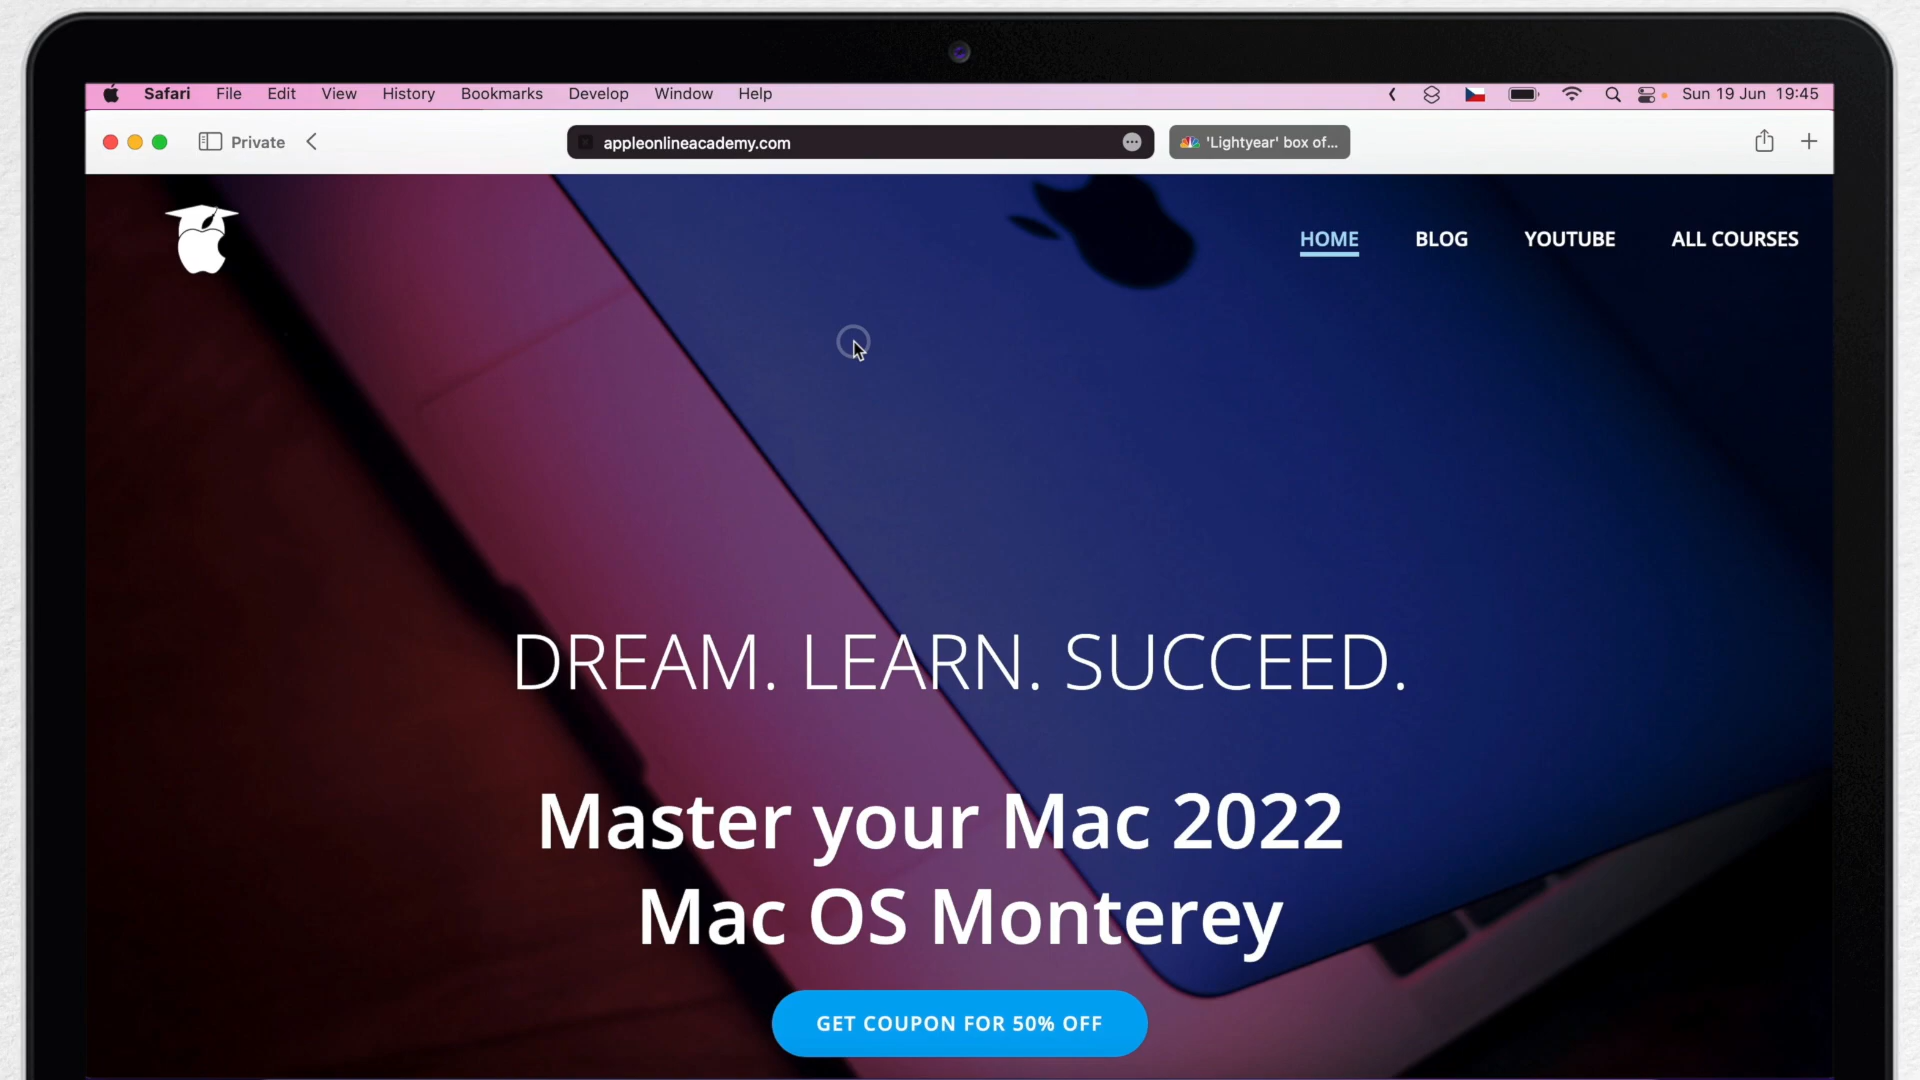 Safari File Edit View History Bookmarks Develop Window Help Sun 19 Jun 19:45
Private appleonlineacademy.com 'Lightyear' box of...
HOME BLOG YOUTUBE ALL COURSES
DREAM. LEARN. SUCCEED.
Master your Mac 2022
Mac OS Monterey
GET COUPON FOR 50% OFF